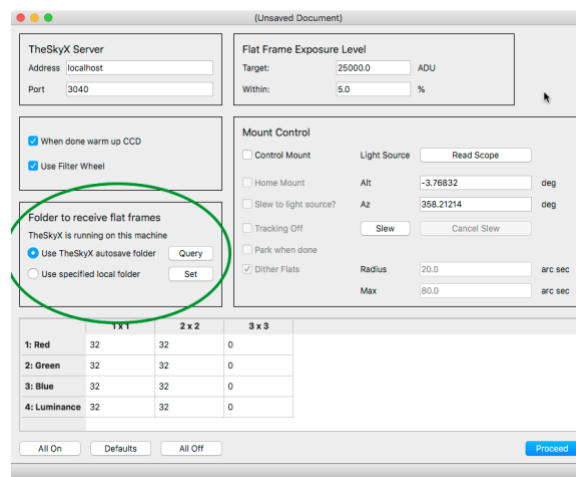 (Unsaved Document)
TheSkyX Server
Address localhost
Port 3040
Flat Frame Exposure Level
Target: 25000.0 ADU
Within: 5.0 %
When done warm up CCD
Use Filter Wheel
Folder to receive flat frames
TheSkyX is running on this machine
Use TheSkyX autosave folder Query
Use specified local folder Set
Mount Control
Control Mount Light Source Read Scope
Home Mount Alt -3.76832 deg
Slew to light source? Az 358.21214 deg
Tracking Off Slew Cancel Slew
Park when done
Dither Flats Radius 20.0 arc sec
Max 80.0 arc sec
1 x 1 2 x 2 3 x 3
1: Red 32 32 0
2: Green 32 32 0
3: Blue 32 32 0
4: Luminance 32 32 0
All On Defaults All Off Proceed